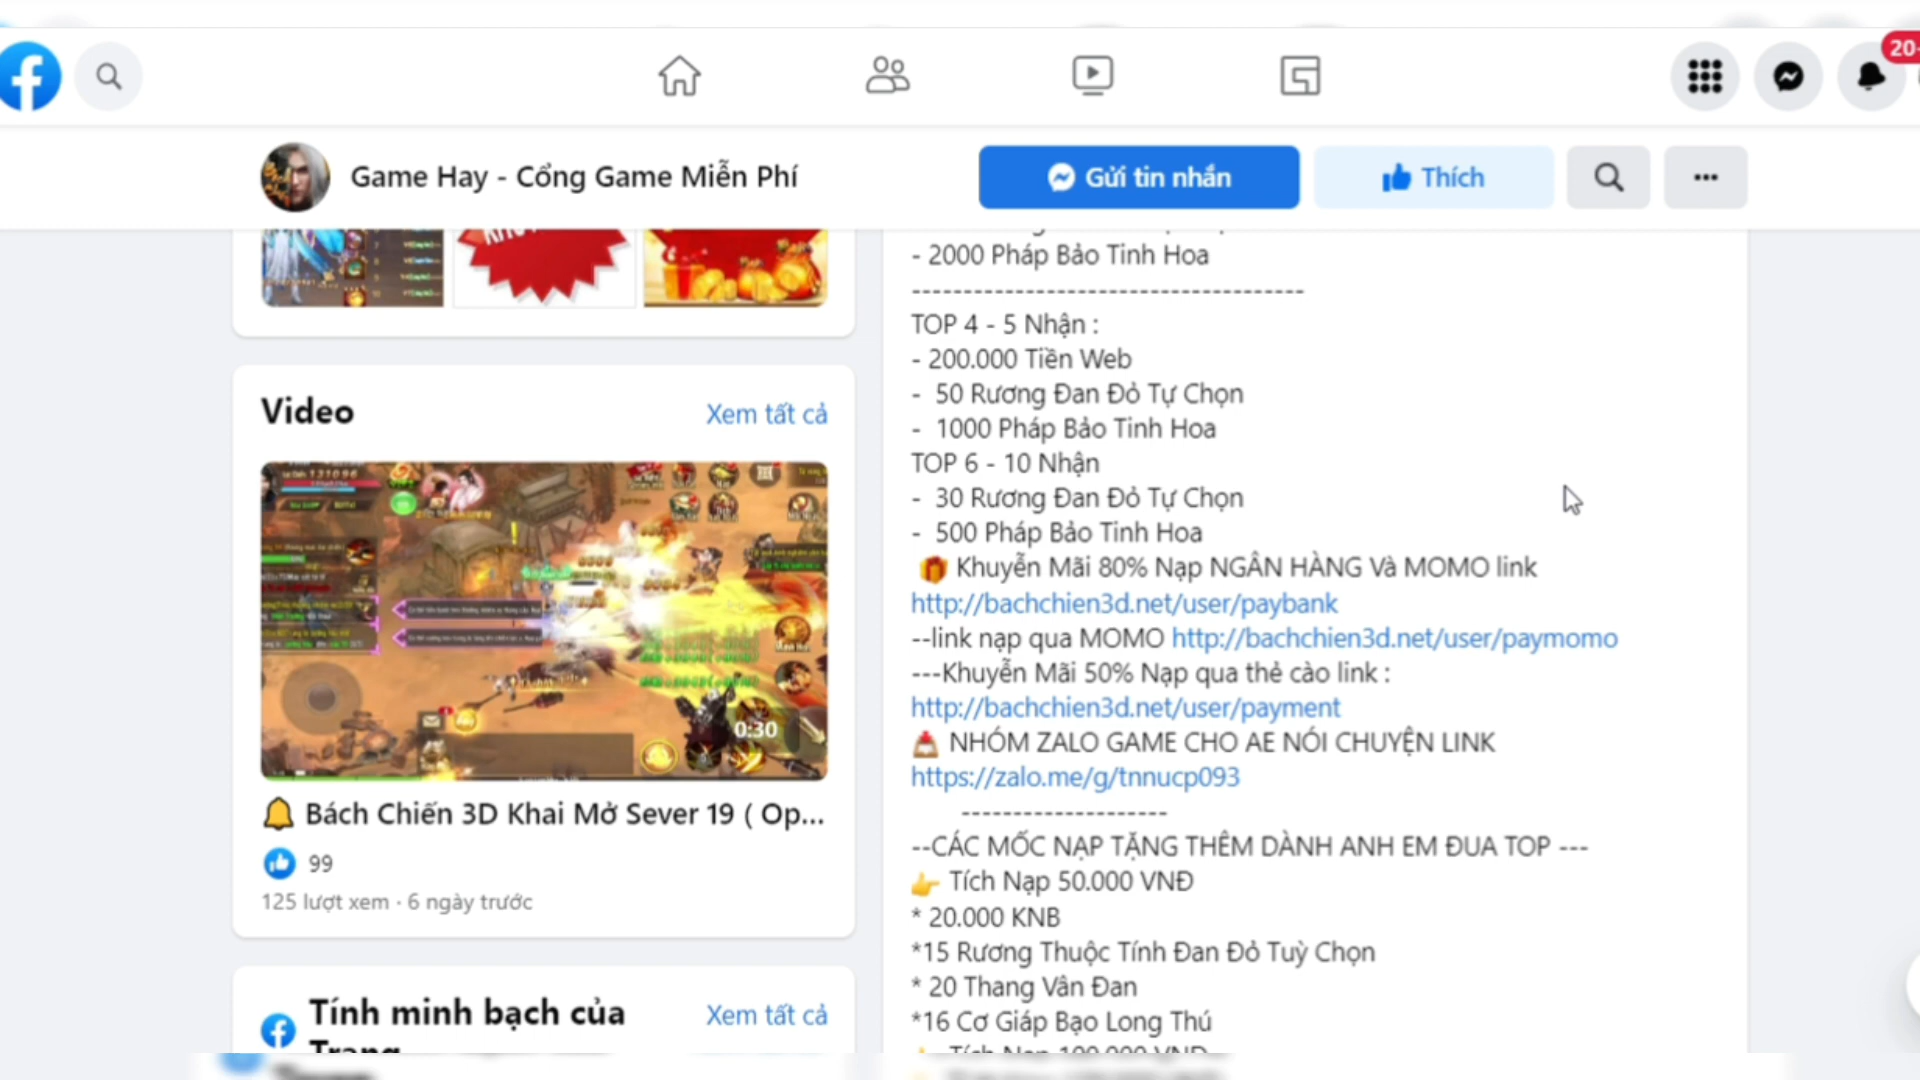 20
Game Hay - Cổng Game Miễn Phí
Gửi tin nhắn
Thích
Video
Xem tất cả
0:30
Bách Chiến 3D Khai Mở Sever 19 ( Op...
99
125 lượt xem · 6 ngày trước
Tính minh bạch của
Trang
Xem tất cả
- 2000 Pháp Bảo Tinh Hoa
--------------------------------------
TOP 4 - 5 Nhận :
- 200.000 Tiền Web
- 50 Rương Đan Đỏ Tự Chọn
- 1000 Pháp Bảo Tinh Hoa
TOP 6 - 10 Nhận
- 30 Rương Đan Đỏ Tự Chọn
- 500 Pháp Bảo Tinh Hoa
Khuyễn Mãi 80% Nạp NGÂN HÀNG Và MOMO link
http://bachchien3d.net/user/paybank
--link nạp qua MOMO http://bachchien3d.net/user/paymomo
---Khuyễn Mãi 50% Nạp qua thẻ cào link :
http://bachchien3d.net/user/payment
NHÓM ZALO GAME CHO AE NÓI CHUYỆN LINK
https://zalo.me/g/tnnucp093
--------------------
--CÁC MỐC NẠP TẶNG THÊM DÀNH ANH EM ĐUA TOP ---
Tích Nạp 50.000 VNĐ
* 20.000 KNB
*15 Rương Thuộc Tính Đan Đỏ Tuỳ Chọn
* 20 Thang Vân Đan
*16 Cơ Giáp Bạo Long Thú
Tích Nạp 100.000 VNĐ